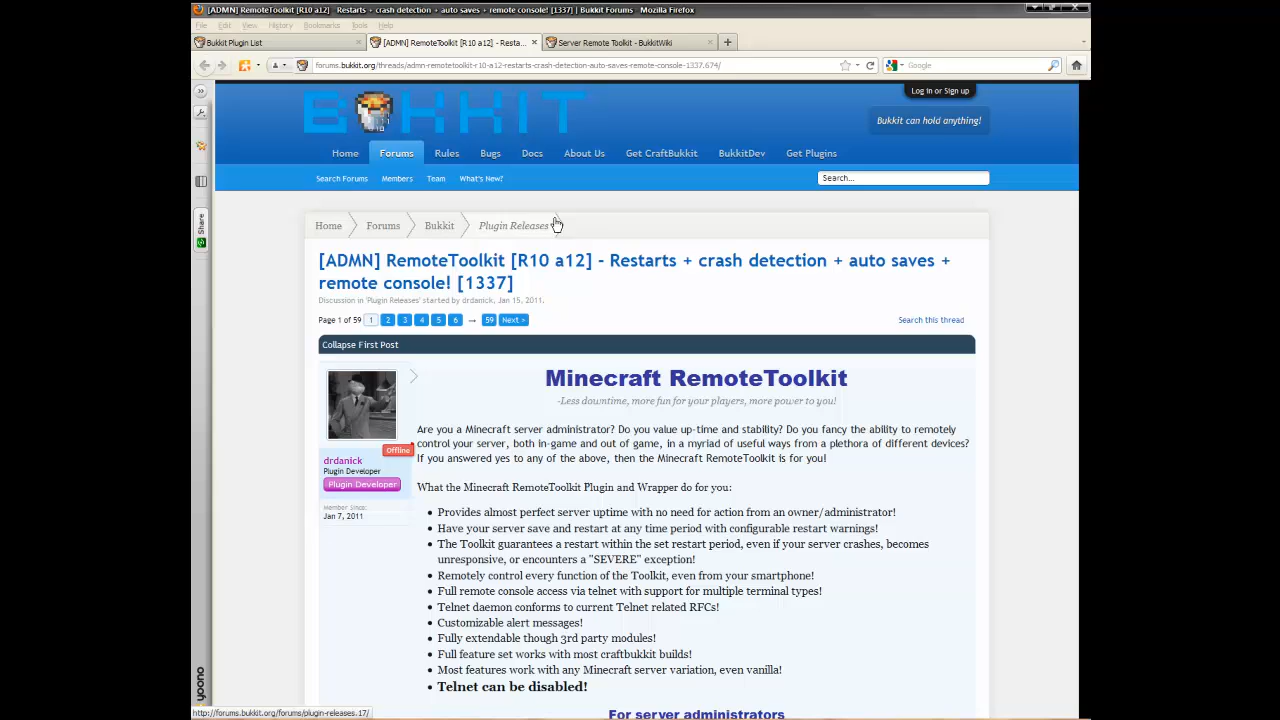 [ADMN] RemoteToolkit [R10 a12] - Restarts + crash detection + auto saves + remote console! [1337] | Bukkit Forums - Mozilla Firefox
File Edit View History Bookmarks Tools Help
Bukkit Plugin List × [ADMN] RemoteToolkit [R10 a12] - Resta... × Server Remote Toolkit - BukkitWiki × +
forums.bukkit.org/threads/admn-remotetoolkit-r10-a12-restarts-crash-detection-auto-saves-remote-console-1337.674/ Google
Log in or Sign up
BUKKIT
Bukkit can hold anything!
Home Forums Rules Bugs Docs About Us Get CraftBukkit BukkitDev Get Plugins
Search Forums Members Team What's New? Search...
Share
Home Forums Bukkit Plugin Releases
[ADMN] RemoteToolkit [R10 a12] - Restarts + crash detection + auto saves +
remote console! [1337]
Discussion in 'Plugin Releases' started by drdanick, Jan 15, 2011.
Page 1 of 59 1 2 3 4 5 6 → 59 Next > Search this thread
Collapse First Post
Minecraft RemoteToolkit
-Less downtime, more fun for your players, more power to you!
Are you a Minecraft server administrator? Do you value up-time and stability? Do you fancy the ability to remotely
control your server, both in-game and out of game, in a myriad of useful ways from a plethora of different devices?
If you answered yes to any of the above, then the Minecraft RemoteToolkit is for you!
Offline
drdanick
Plugin Developer
Plugin Developer
Member Since:
Jan 7, 2011
What the Minecraft RemoteToolkit Plugin and Wrapper do for you:
• Provides almost perfect server uptime with no need for action from an owner/administrator!
• Have your server save and restart at any time period with configurable restart warnings!
• The Toolkit guarantees a restart within the set restart period, even if your server crashes, becomes
unresponsive, or encounters a "SEVERE" exception!
• Remotely control every function of the Toolkit, even from your smartphone!
• Full remote console access via telnet with support for multiple terminal types!
• Telnet daemon conforms to current Telnet related RFCs!
• Customizable alert messages!
• Fully extendable though 3rd party modules!
• Full feature set works with most craftbukkit builds!
• Most features work with any Minecraft server variation, even vanilla!
• Telnet can be disabled!
For server administrators
yoono
http://forums.bukkit.org/forums/plugin-releases.17/